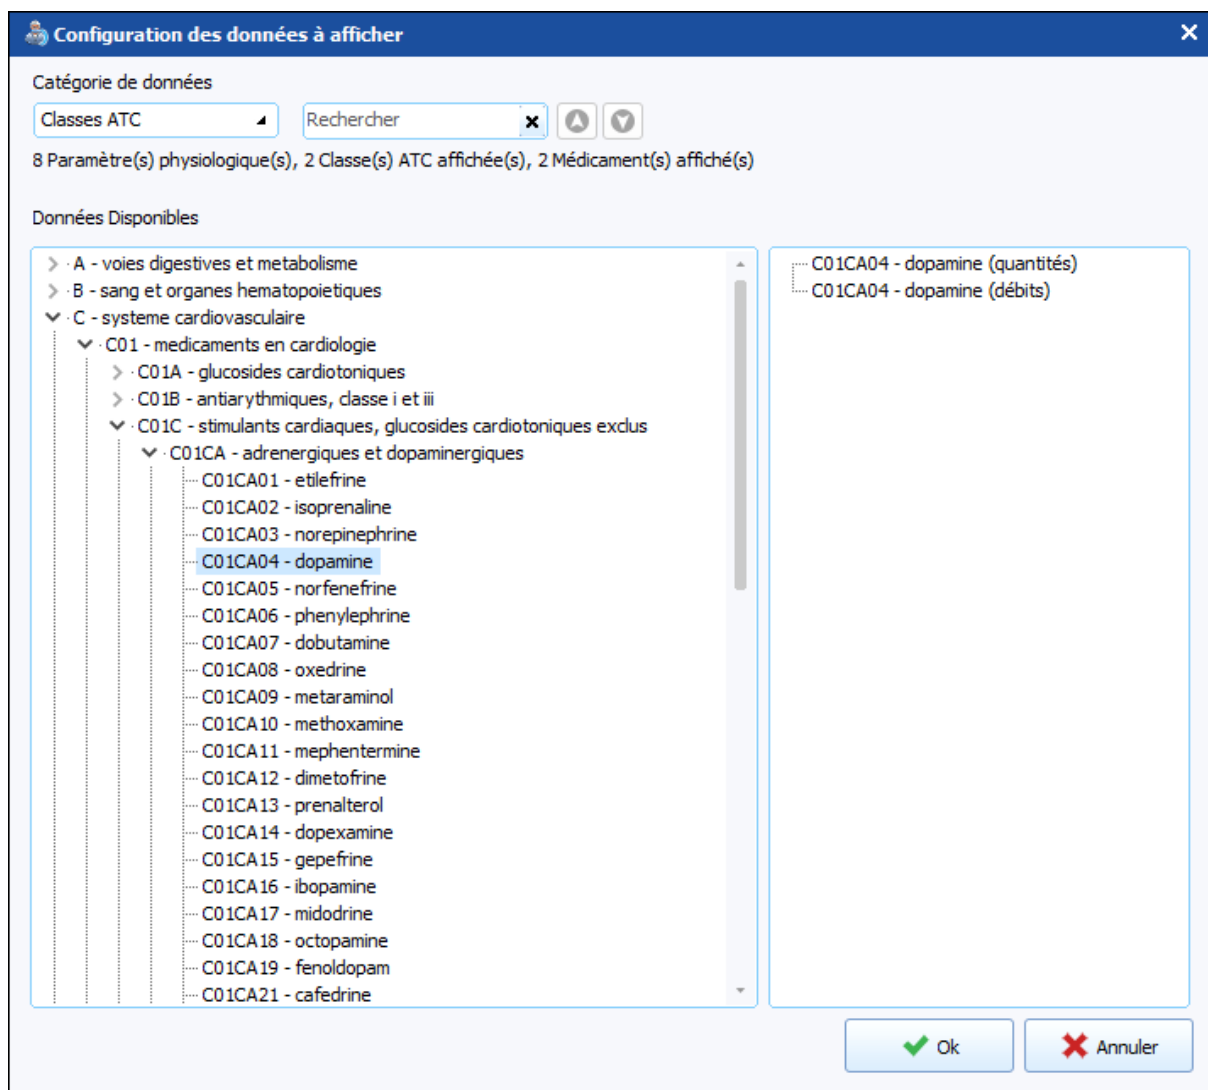 Configuration des données à afficher
Catégorie de données
Classes ATC
Rechercher
8 Paramètre(s) physiologique(s), 2 Classe(s) ATC affichée(s), 2 Médicament(s) affiché(s)
Données Disponibles
A - voies digestives et metabolisme
B - sang et organes hematopoietiques
C - systeme cardiovasculaire
C01 - medicaments en cardiologie
C01A - glucosides cardiotoniques
C01B - antiarythmiques, classe i et iii
C01C - stimulants cardiaques, glucosides cardiotoniques exclus
C01CA - adrenergiques et dopaminergiques
C01CA01 - etilefrine
C01CA02 - isoprenaline
C01CA03 - norepinephrine
C01CA04 - dopamine
C01CA05 - norfenefrine
C01CA06 - phenylephrine
C01CA07 - dobutamine
C01CA08 - oxedrine
C01CA09 - metaraminol
C01CA10 - methoxamine
C01CA11 - mephentermine
C01CA12 - dimetofrine
C01CA13 - prenalterol
C01CA14 - dopexamine
C01CA15 - gepefrine
C01CA16 - ibopamine
C01CA17 - midodrine
C01CA18 - octopamine
C01CA19 - fenoldopam
C01CA21 - cafedrine
C01CA04 - dopamine (quantités)
C01CA04 - dopamine (débits)
Ok
Annuler